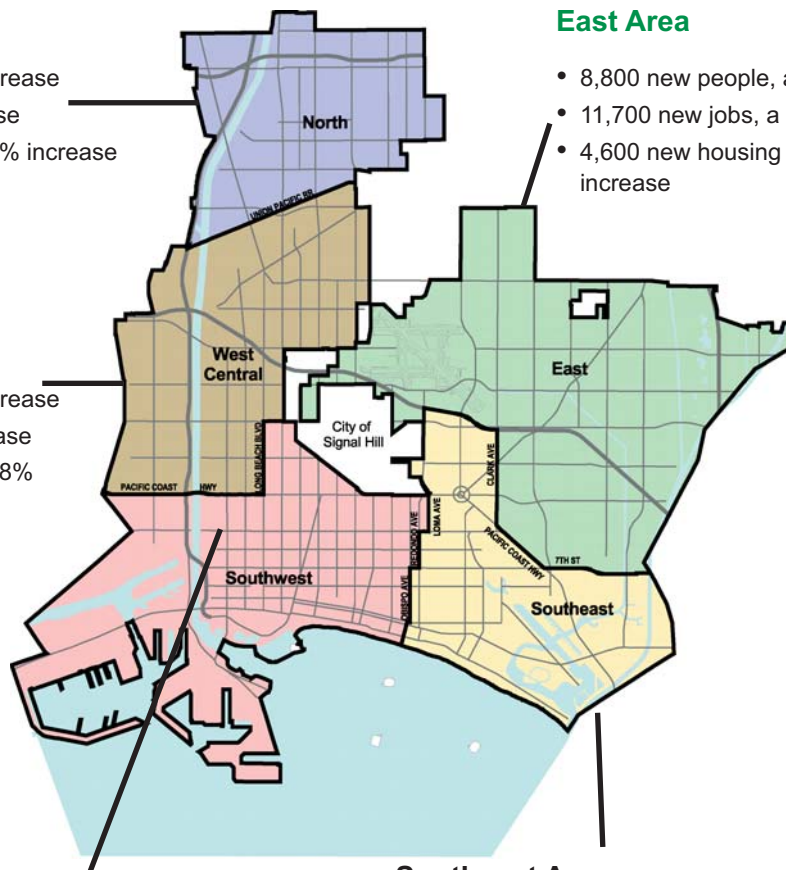 East Area
crease
se
% increase
• 8,800 new people, a
• 11,700 new jobs, a
• 4,600 new housing
increase
North
UNION PACIFIC RR
West
Central
East
crease
ase
8%
City of
Signal Hill
LONG BEACH BLVD
PACIFIC COAST HWY
CLARK AVE
LOMA AVE
REDONDO AVE
PACIFIC COAST HWY
7TH ST
Southwest
OBISPO AVE
Southeast